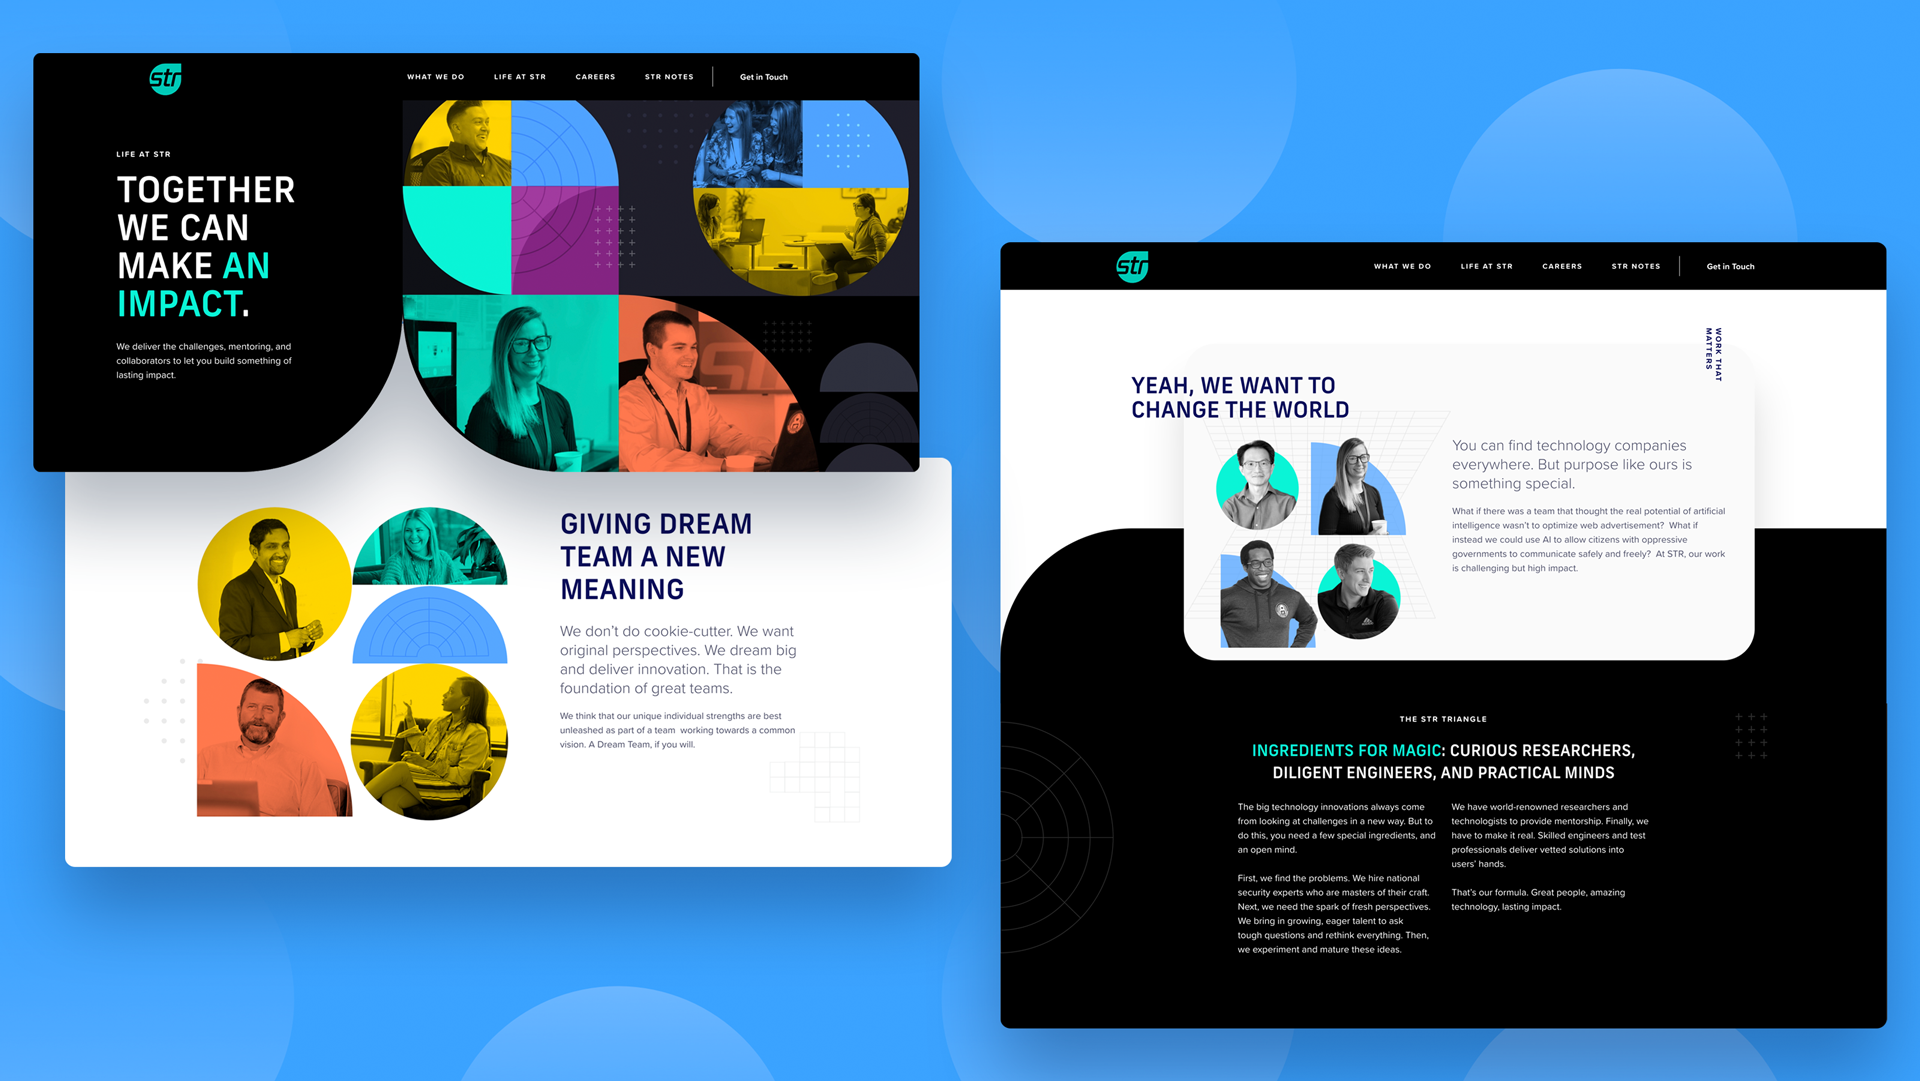 str
WHAT WE DO
LIFE AT STR
CAREERS
STR NOTES
Get in Touch
LIFE AT STR
TOGETHER
WE CAN
MAKE AN
IMPACT.
We deliver the challenges, mentoring, and
collaborators to let you build something of
lasting impact.
GIVING DREAM
TEAM A NEW
MEANING
We don't do cookie-cutter. We want
original perspectives. We dream big
and deliver innovation. That is the
foundation of great teams.
We think that our unique individual strengths are best
unleashed as part of a team working towards a common
vision. A Dream Team, if you will.
str
WHAT WE DO
LIFE AT STR
CAREERS
STR NOTES
Get in Touch
WORK THAT
MATTERS
YEAH, WE WANT TO
CHANGE THE WORLD
You can find technology companies
everywhere. But purpose like ours is
something special.
What if there was a team that thought the real potential of artificial
intelligence wasn't to optimize web advertisement? What if
instead we could use AI to allow citizens with oppressive
governments to communicate safely and freely? At STR, our work
is challenging but high impact.
THE STR TRIANGLE
INGREDIENTS FOR MAGIC: CURIOUS RESEARCHERS,
DILIGENT ENGINEERS, AND PRACTICAL MINDS
The big technology innovations always come
from looking at challenges in a new way. But to
do this, you need a few special ingredients, and
an open mind.
First, we find the problems. We hire national
security experts who are masters of their craft.
Next, we need the spark of fresh perspectives.
We bring in growing, eager talent to ask
tough questions and rethink everything. Then,
we experiment and mature these ideas.
We have world-renowned researchers and
technologists to provide mentorship. Finally, we
have to make it real. Skilled engineers and test
professionals deliver vetted solutions into
users' hands.
That's our formula. Great people, amazing
technology, lasting impact.